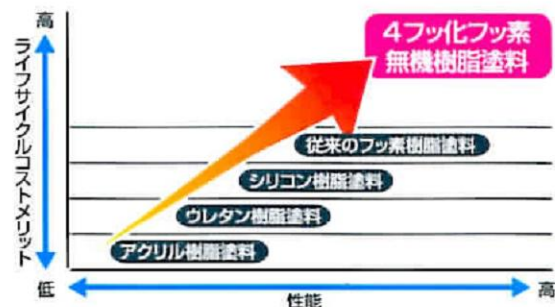 高
4フッ化フッ素
無機樹脂塗料
ライフサイクルコストメリット
従来のフッ素樹脂塗料
シリコン樹脂塗料
ウレタン樹脂塗料
アクリル樹脂塗料
低
性能
高